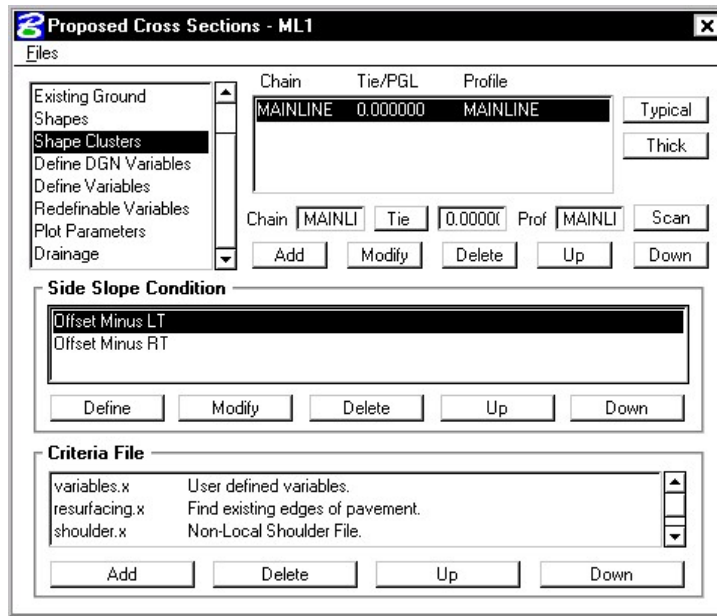 Proposed Cross Sections - ML1
Files
Existing Ground
Shapes
Shape Clusters
Define DGN Variables
Define Variables
Redefinable Variables
Plot Parameters
Drainage
Chain Tie/PGL Profile
MAINLINE 0.000000 MAINLINE
Typical
Thick
Chain MAINLI Tie 0.0000( Prof MAINLI Scan
Add Modify Delete Up Down
Side Slope Condition
Offset Minus LT
Offset Minus RT
Define Modify Delete Up Down
Criteria File
variables.x User defined variables.
resurfacing.x Find existing edges of pavement.
shoulder.x Non-Local Shoulder File.
Add Delete Up Down